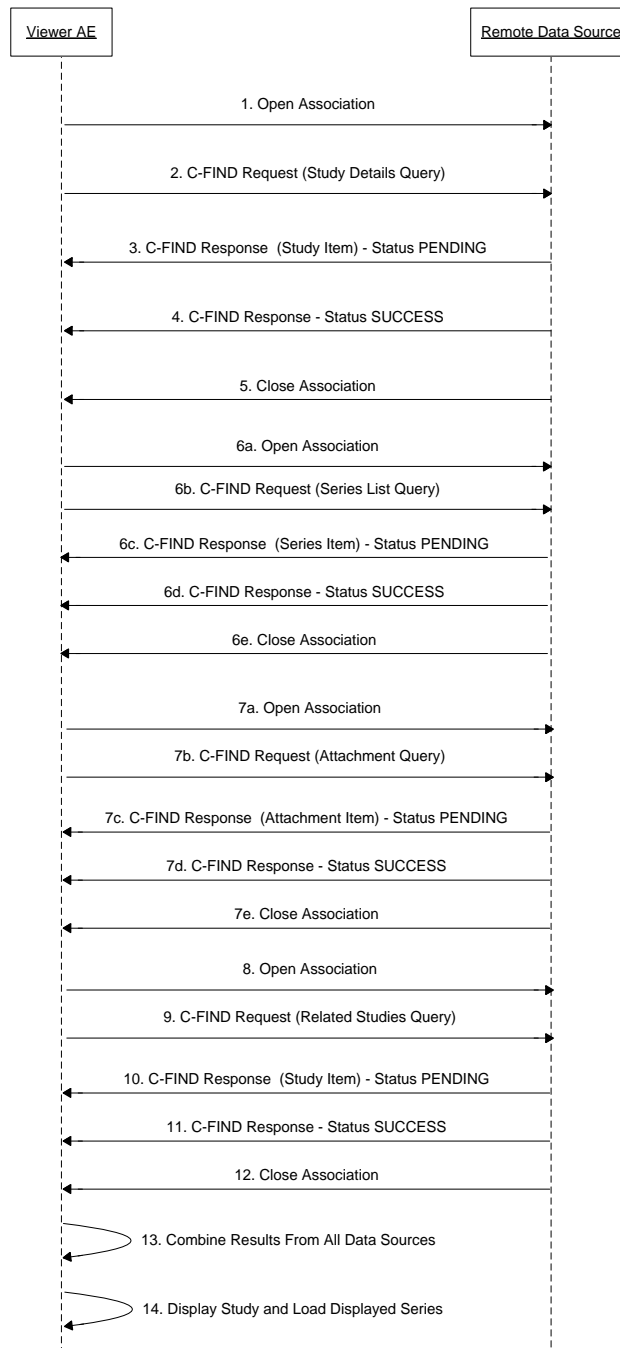 Viewer AE
Remote Data Source
1. Open Association
2. C-FIND Request (Study Details Query)
3. C-FIND Response  (Study Item) - Status PENDING
4. C-FIND Response - Status SUCCESS
5. Close Association
6a. Open Association
6b. C-FIND Request (Series List Query)
6c. C-FIND Response  (Series Item) - Status PENDING
6d. C-FIND Response - Status SUCCESS
6e. Close Association
7a. Open Association
7b. C-FIND Request (Attachment Query)
7c. C-FIND Response  (Attachment Item) - Status PENDING
7d. C-FIND Response - Status SUCCESS
7e. Close Association
8. Open Association
9. C-FIND Request (Related Studies Query)
10. C-FIND Response  (Study Item) - Status PENDING
11. C-FIND Response - Status SUCCESS
12. Close Association
13. Combine Results From All Data Sources
14. Display Study and Load Displayed Series